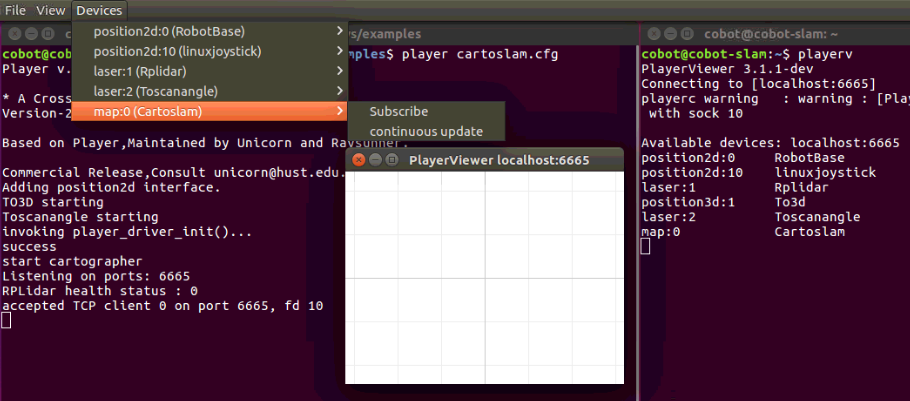 File View Devices
position2d:0 (RobotBase)
position2d:10 (linuxjoystick)
laser:1 (Rplidar)
laser:2 (Toscanangle)
map:0 (Cartoslam)
Subscribe
continuous update
/examples
cobot@ mples$ player cartoslam.cfg
Player v.
* A Cross
Version-2
Based on Player,Maintained by Unicorn and Raysunner.
Commercial Release,Consult unicorn@hust.edu.
Adding position2d interface.
TO3D starting
Toscanangle starting
invoking player_driver_init()...
success
start cartographer
Listening on ports: 6665
RPLidar health status : 0
accepted TCP client 0 on port 6665, fd 10
PlayerViewer localhost:6665
cobot@cobot-slam: ~
cobot@cobot-slam:~$ playerv
PlayerViewer 3.1.1-dev
Connecting to [localhost:6665]
playerc warning : warning : [Play
with sock 10
Available devices: localhost:6665
position2d:0 RobotBase
position2d:10 linuxjoystick
laser:1 Rplidar
position3d:1 To3d
laser:2 Toscanangle
map:0 Cartoslam